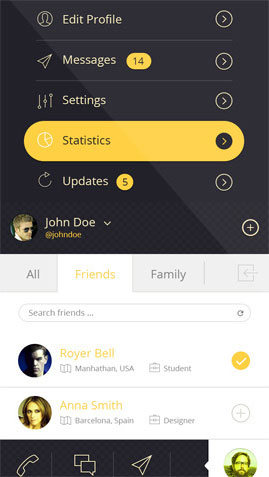 Edit Profile
Messages 14
Settings
Statistics
Updates 5
John Doe
@johndoe
All Friends Family
Search friends ...
Royer Bell
Manhathan, USA Student
Anna Smith
Barcelona, Spain Designer